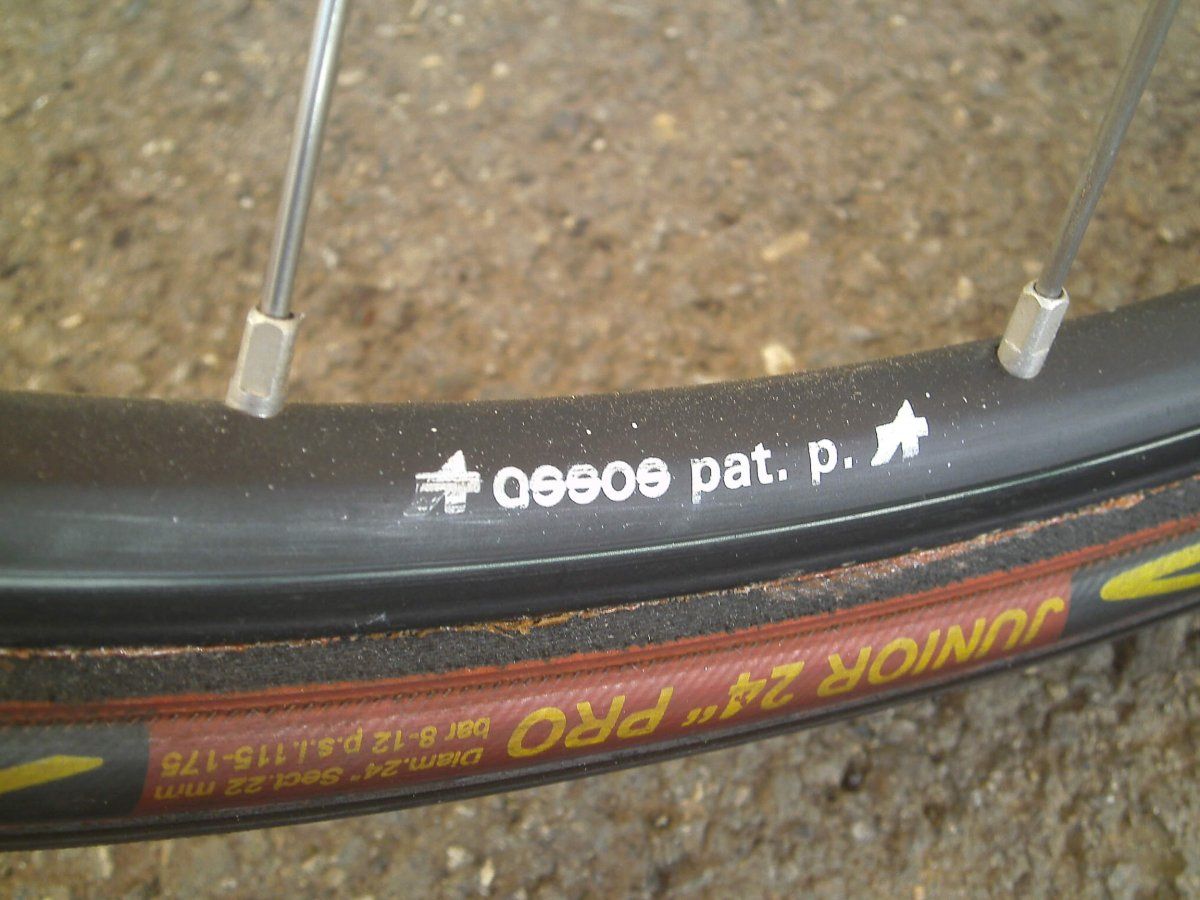 assos pat. p.
JUNIOR 24" PRO
Diam.24" Sect.22 mm
bar 8-12 p.s.I.115-175